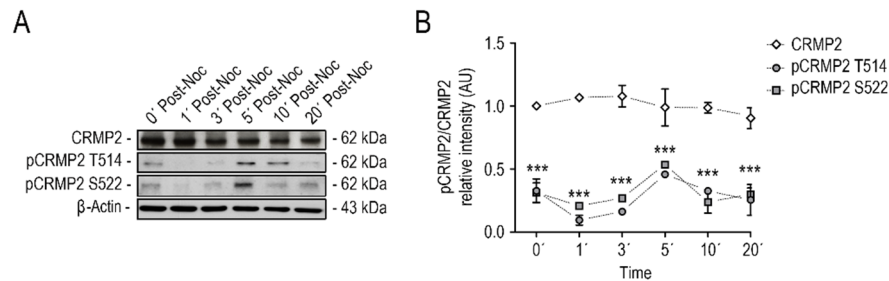 A
0´ Post-Noc
1´ Post-Noc
3´ Post-Noc
5´ Post-Noc
10´ Post-Noc
20´ Post-Noc
CRMP2 - - 62 kDa
pCRMP2 T514 - - 62 kDa
pCRMP2 S522 - - 62 kDa
β-Actin - - 43 kDa
B
pCRMP2/CRMP2
relative intensity (AU)
1.5
1.0
0.5
0.0
*** *** *** *** *** ***
0´ 1´ 3´ 5´ 10´ 20´
Time
CRMP2
pCRMP2 T514
pCRMP2 S522